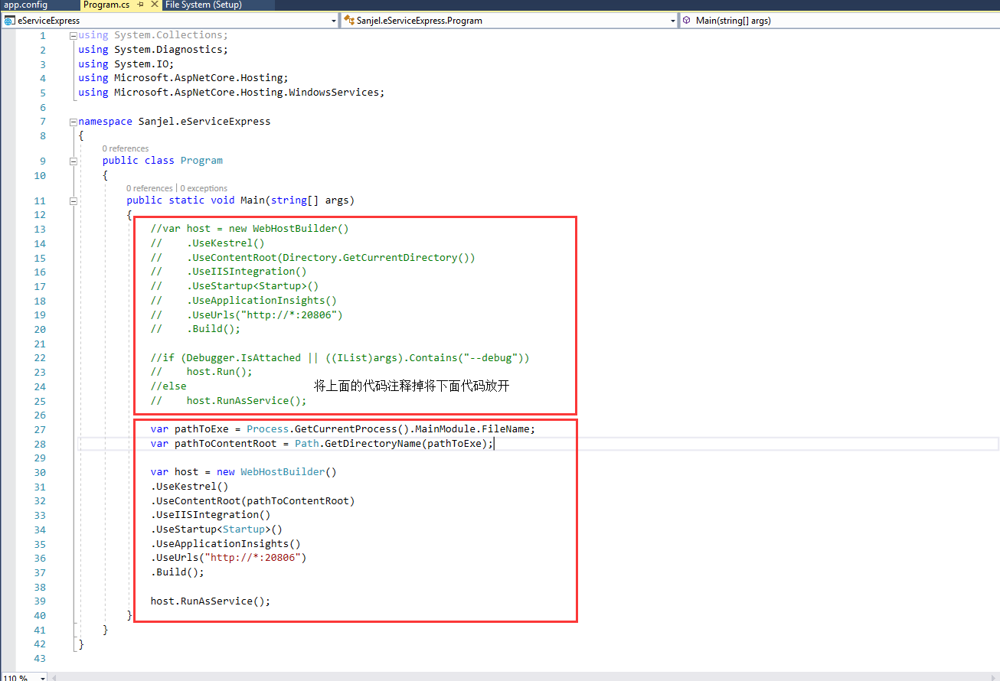 app.config Program.cs File System (Setup)
eServiceExpress Sanjel.eServiceExpress.Program Main(string[] args)
1 using System.Collections;
2 using System.Diagnostics;
3 using System.IO;
4 using Microsoft.AspNetCore.Hosting;
5 using Microsoft.AspNetCore.Hosting.WindowsServices;
6
7 namespace Sanjel.eServiceExpress
8 {
0 references
9 public class Program
10 {
0 references | 0 exceptions
11 public static void Main(string[] args)
12 {
13 //var host = new WebHostBuilder()
14 // .UseKestrel()
15 // .UseContentRoot(Directory.GetCurrentDirectory())
16 // .UseIISIntegration()
17 // .UseStartup<Startup>()
18 // .UseApplicationInsights()
19 // .UseUrls("http://*:20806")
20 // .Build();
21
22 //if (Debugger.IsAttached || ((IList)args).Contains("--debug"))
23 // host.Run();
24 //else 将上面的代码注释掉将下面代码放开
25 // host.RunAsService();
26
27 var pathToExe = Process.GetCurrentProcess().MainModule.FileName;
28 var pathToContentRoot = Path.GetDirectoryName(pathToExe);
29
30 var host = new WebHostBuilder()
31 .UseKestrel()
32 .UseContentRoot(pathToContentRoot)
33 .UseIISIntegration()
34 .UseStartup<Startup>()
35 .UseApplicationInsights()
36 .UseUrls("http://*:20806")
37 .Build();
38
39 host.RunAsService();
40 }
41 }
42 }
43
110 %